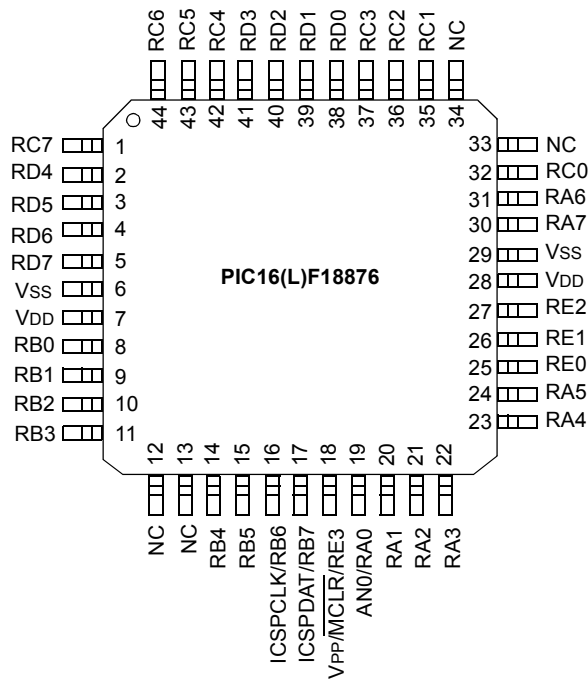 RC6
RC5
RC4
RD3
RD2
RD1
RD0
RC3
RC2
RC1
NC
44
43
42
41
40
39
38
37
36
35
34
RC7 1
RD4 2
RD5 3
RD6 4
RD7 5
VSS 6
VDD 7
RB0 8
RB1 9
RB2 10
RB3 11
PIC16(L)F18876
33 NC
32 RC0
31 RA6
30 RA7
29 VSS
28 VDD
27 RE2
26 RE1
25 RE0
24 RA5
23 RA4
12
13
14
15
16
17
18
19
20
21
22
NC
NC
RB4
RB5
ICSPCLK/RB6
ICSPDAT/RB7
VPP/MCLR/RE3
AN0/RA0
RA1
RA2
RA3